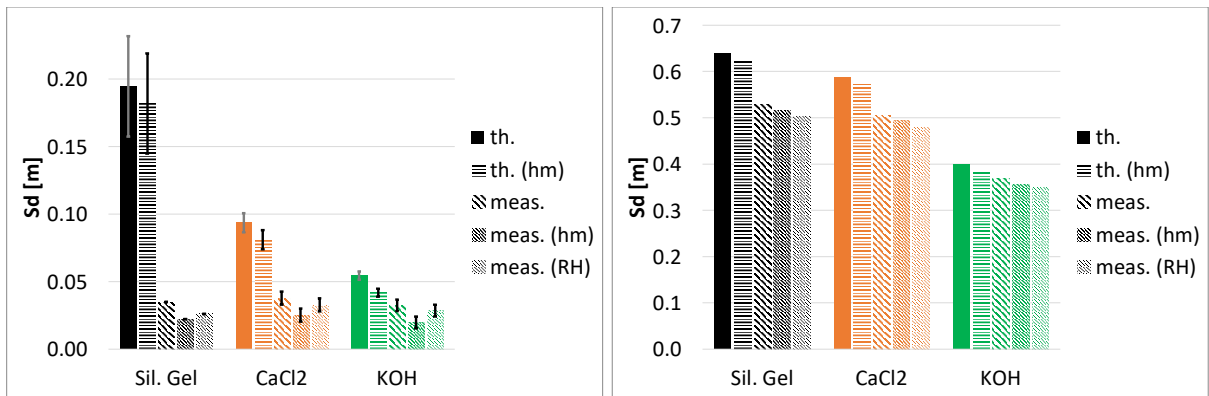 Sd [m]
0.20
0.15
0.10
0.05
0.00
Sil. Gel
CaCl2
KOH
th.
th. (hm)
meas.
meas. (hm)
meas. (RH)
Sd [m]
0.7
0.6
0.5
0.4
0.3
0.2
0.1
0.0
Sil. Gel
CaCl2
KOH
th.
th. (hm)
meas.
meas. (hm)
meas. (RH)